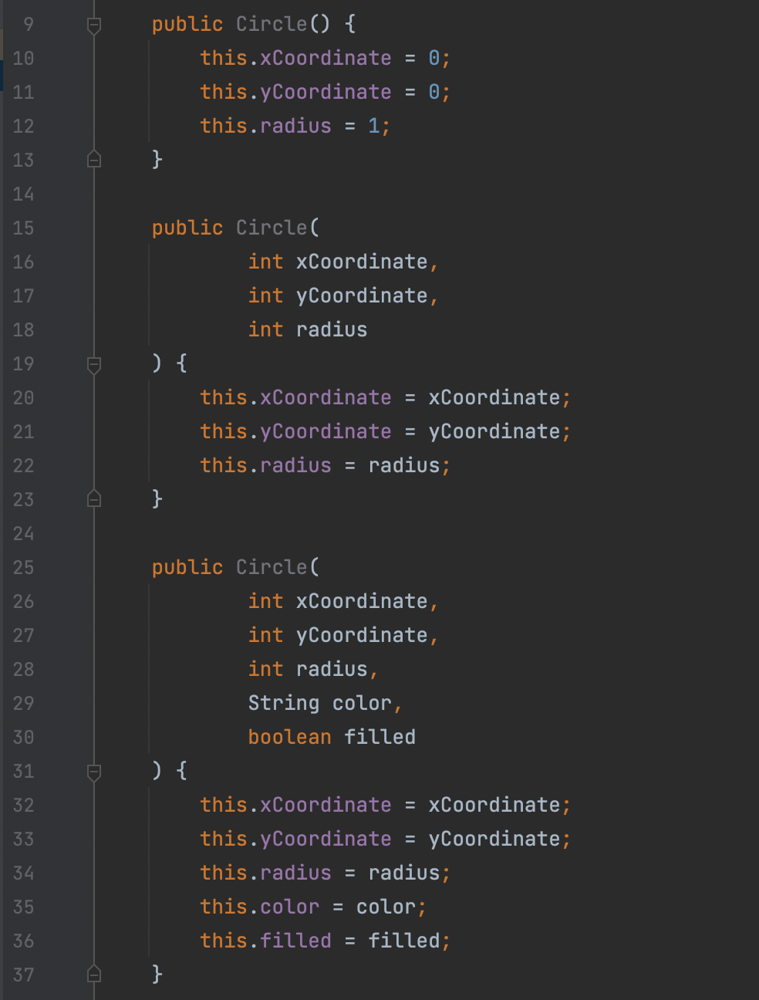 9 public Circle() {
10 this.xCoordinate = 0;
11 this.yCoordinate = 0;
12 this.radius = 1;
13 }
14
15 public Circle(
16 int xCoordinate,
17 int yCoordinate,
18 int radius
19 ) {
20 this.xCoordinate = xCoordinate;
21 this.yCoordinate = yCoordinate;
22 this.radius = radius;
23 }
24
25 public Circle(
26 int xCoordinate,
27 int yCoordinate,
28 int radius,
29 String color,
30 boolean filled
31 ) {
32 this.xCoordinate = xCoordinate;
33 this.yCoordinate = yCoordinate;
34 this.radius = radius;
35 this.color = color;
36 this.filled = filled;
37 }